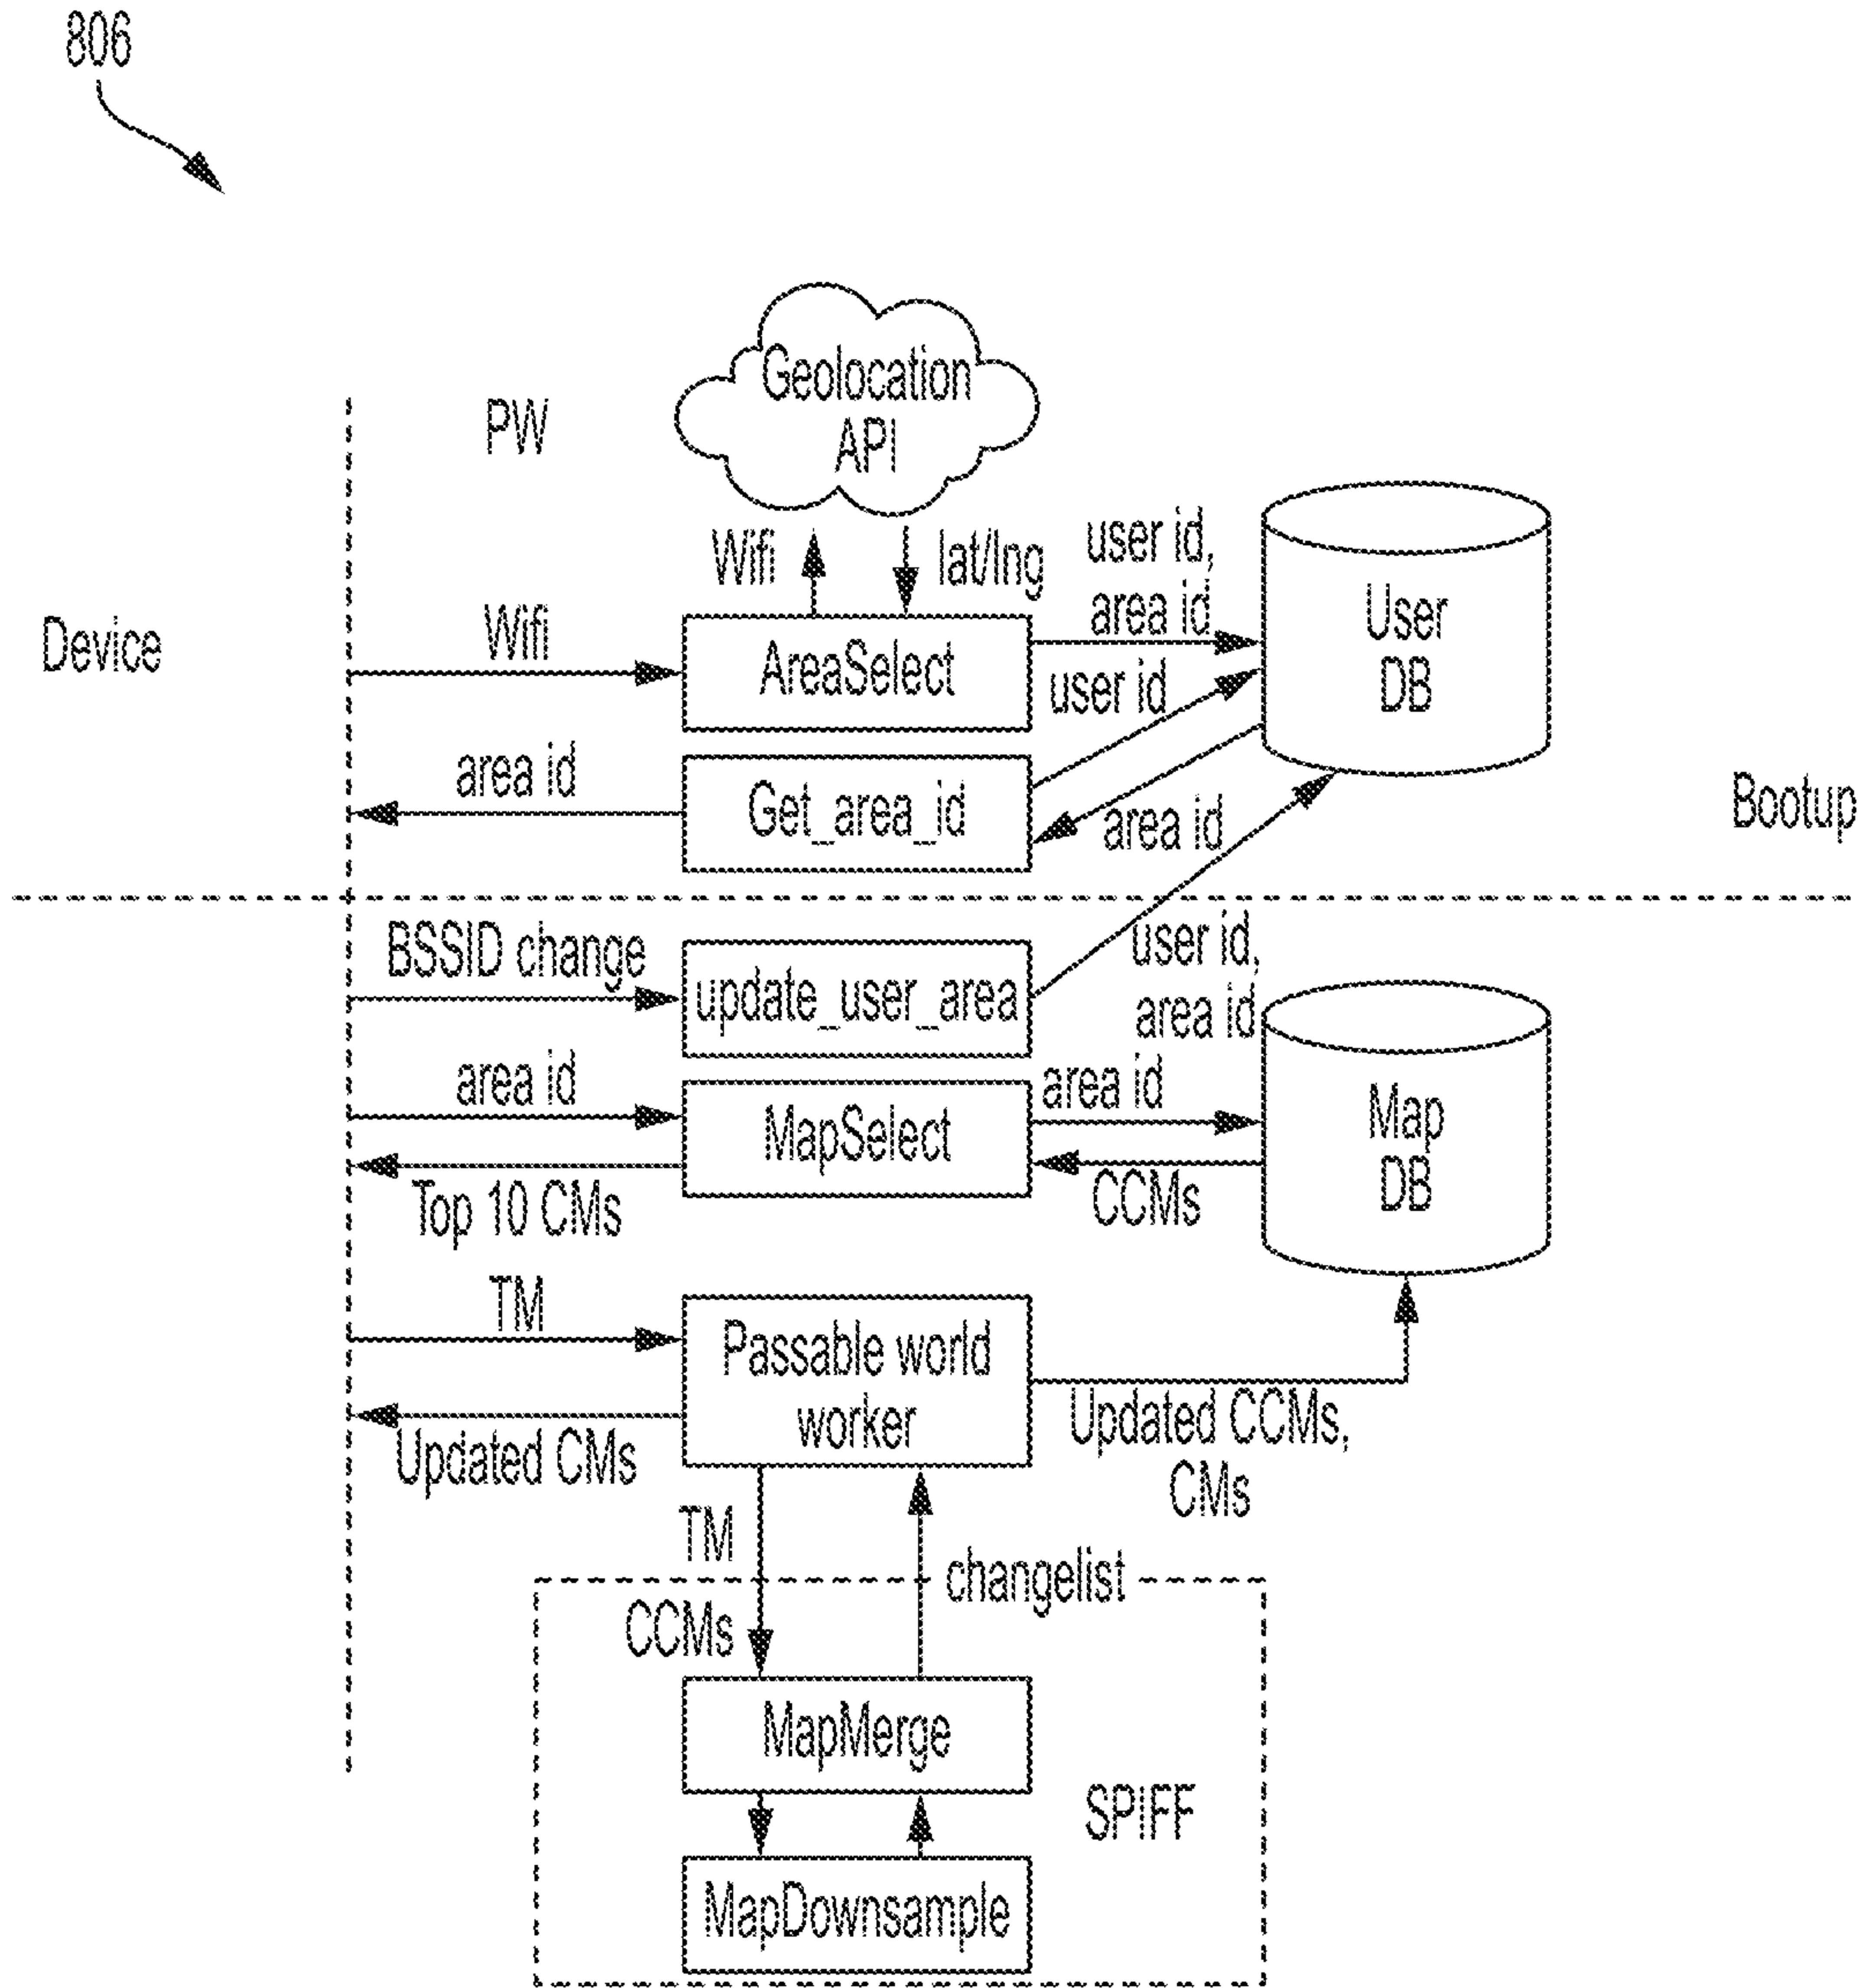 806
Geolocation
API
PW
Wifi
lat/lng
user id,
area id
Device
Wifi
AreaSelect
User
DB
user id
area id
Get_area_id
area id
Bootup
BSSID change
update_user_area
user id,
area id
area id
MapSelect
area id
Map
DB
Top 10 CMs
CCMs
TM
Passable world
worker
Updated CMs
Updated CCMs,
CMs
TM
changelist
CCMs
MapMerge
SPIFF
MapDownsample